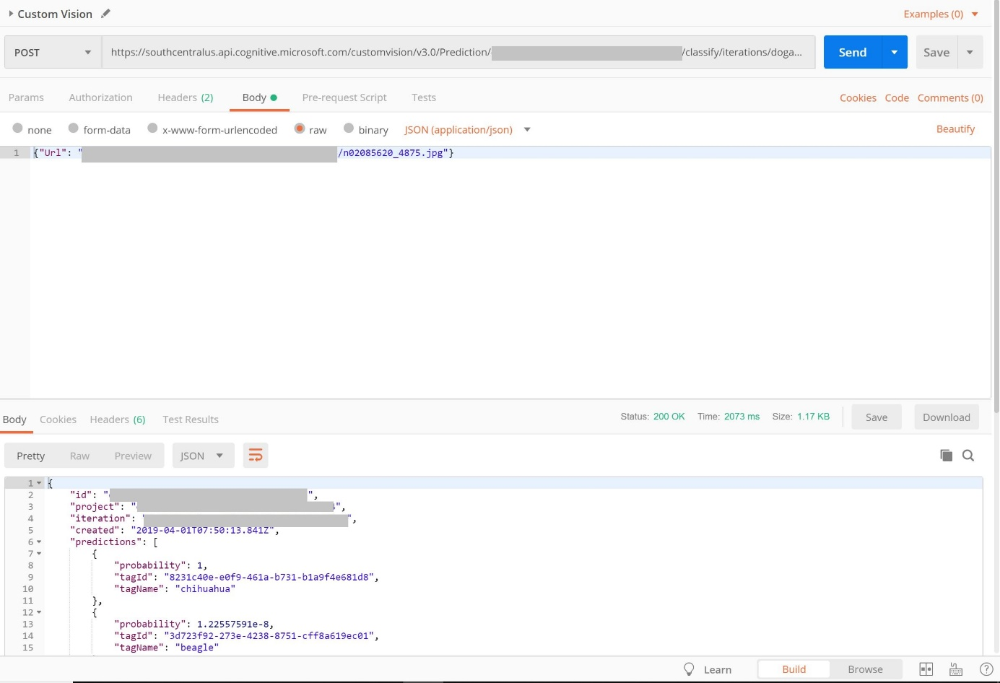 Custom Vision
Examples (0)
POST
https://southcentralus.api.cognitive.microsoft.com/customvision/v3.0/Prediction/ /classify/iterations/doga...
Send
Save
Params Authorization Headers (2) Body Pre-request Script Tests
Cookies Code Comments (0)
none form-data x-www-form-urlencoded raw binary JSON (application/json)
Beautify
1 {"Url": " /n02085620_4875.jpg"}
Body Cookies Headers (6) Test Results
Status: 200 OK Time: 2073 ms Size: 1.17 KB
Save Download
Pretty Raw Preview JSON
1 {
2 "id": " ",
3 "project": " ",
4 "iteration": " ",
5 "created": "2019-04-01T07:50:13.841Z",
6 "predictions": [
7 {
8 "probability": 1,
9 "tagId": "8231c40e-e0f9-461a-b731-b1a9f4e681d8",
10 "tagName": "chihuahua"
11 },
12 {
13 "probability": 1.22557591e-8,
14 "tagId": "3d723f92-273e-4238-8751-cff8a619ec01",
15 "tagName": "beagle"
Learn Build Browse ?